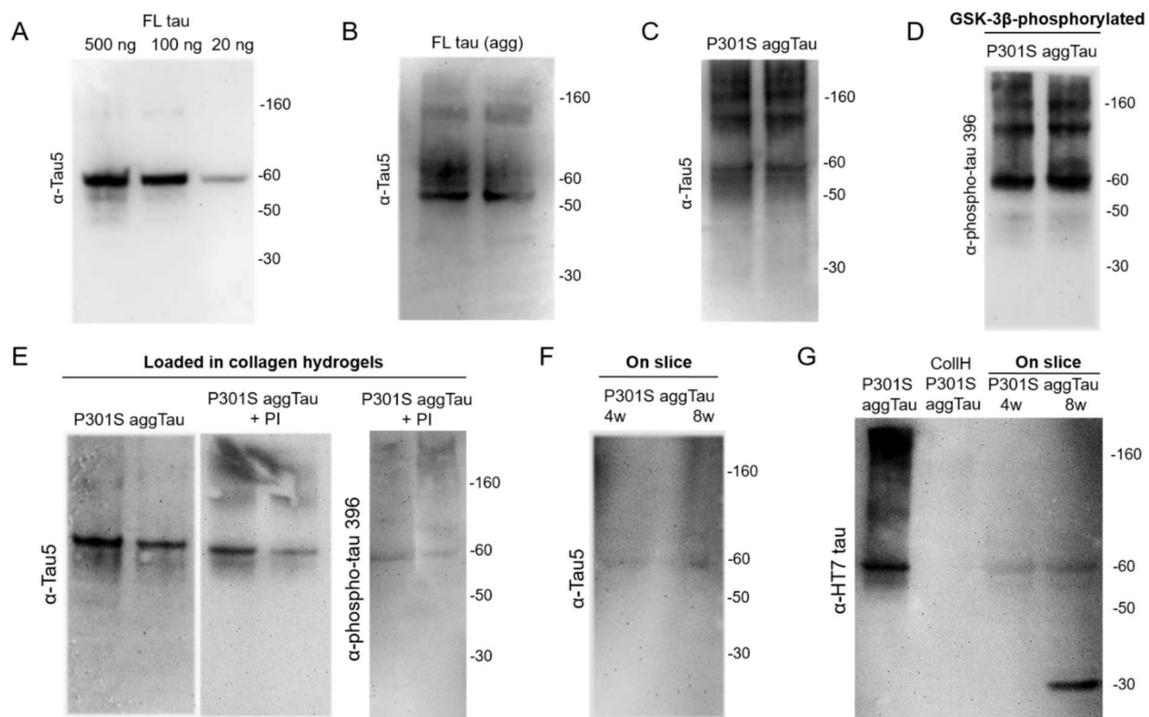 A
FL tau
500 ng 100 ng 20 ng
α-Tau5
-160
-60
-50
-30
B
FL tau (agg)
α-Tau5
-160
-60
-50
-30
C
P301S aggTau
α-Tau5
-160
-60
-50
-30
D
GSK-3β-phosphorylated
P301S aggTau
α-phospho-tau 396
-160
-60
-50
-30
E
Loaded in collagen hydrogels
P301S aggTau
P301S aggTau
+ PI
P301S aggTau
+ PI
α-Tau5
α-phospho-tau 396
-160
-60
-50
-30
F
On slice
P301S aggTau
4w 8w
α-Tau5
-160
-60
-50
-30
G
P301S
aggTau
CollH
P301S
aggTau
On slice
P301S aggTau
4w 8w
α-HT7 tau
-160
-60
-50
-30